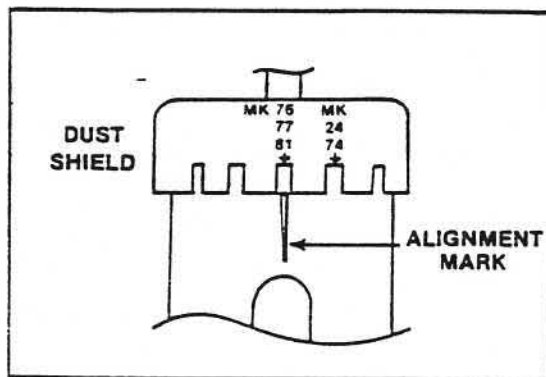 MK 76 MK
77 24
81 74
DUST
SHIELD
ALIGNMENT
MARK